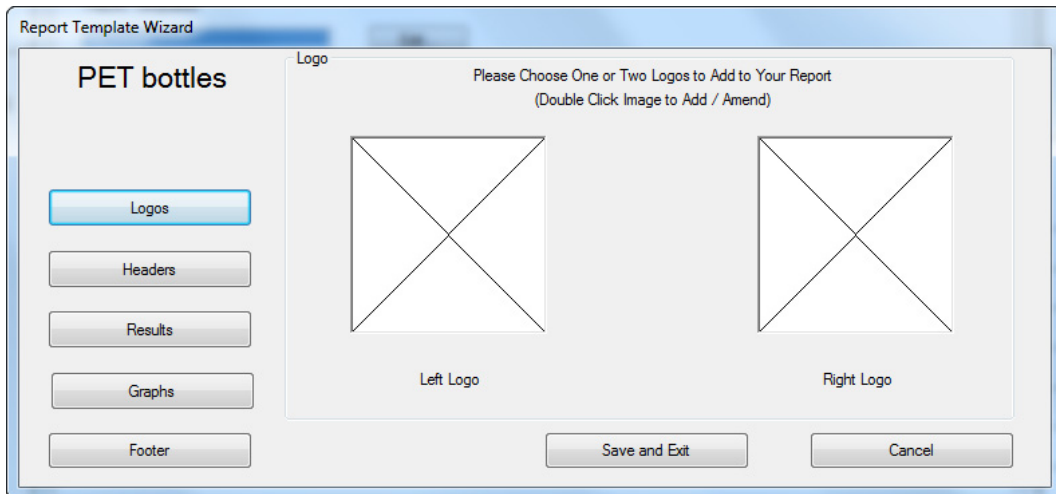 Report Template Wizard
PET bottles
Logos
Headers
Results
Graphs
Footer
Logo
Please Choose One or Two Logos to Add to Your Report
(Double Click Image to Add / Amend)
Left Logo
Right Logo
Save and Exit
Cancel